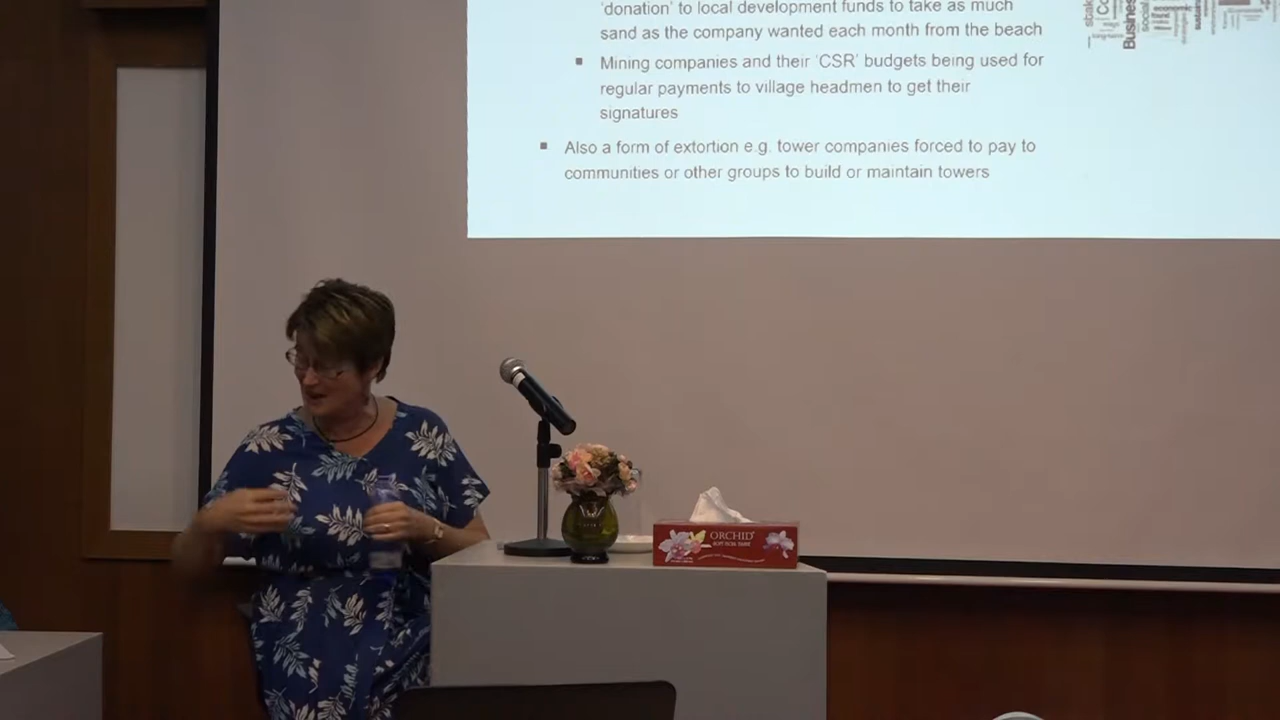 'donation' to local development funds to take as much
sand as the company wanted each month from the beach
▪ Mining companies and their 'CSR' budgets being used for
regular payments to village headmen to get their
signatures
▪ Also a form of extortion e.g. tower companies forced to pay to
communities or other groups to build or maintain towers
Business
social
economic
found
ORCHID